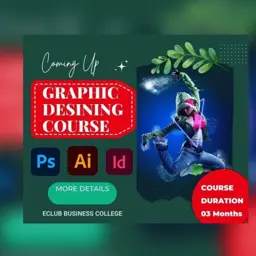 Coming Up
GRAPHIC
DESINING
COURSE
Ps
Ai
Id
MORE DETAILS
ECLUB BUSINESS COLLEGE
COURSE
DURATION
03 Months